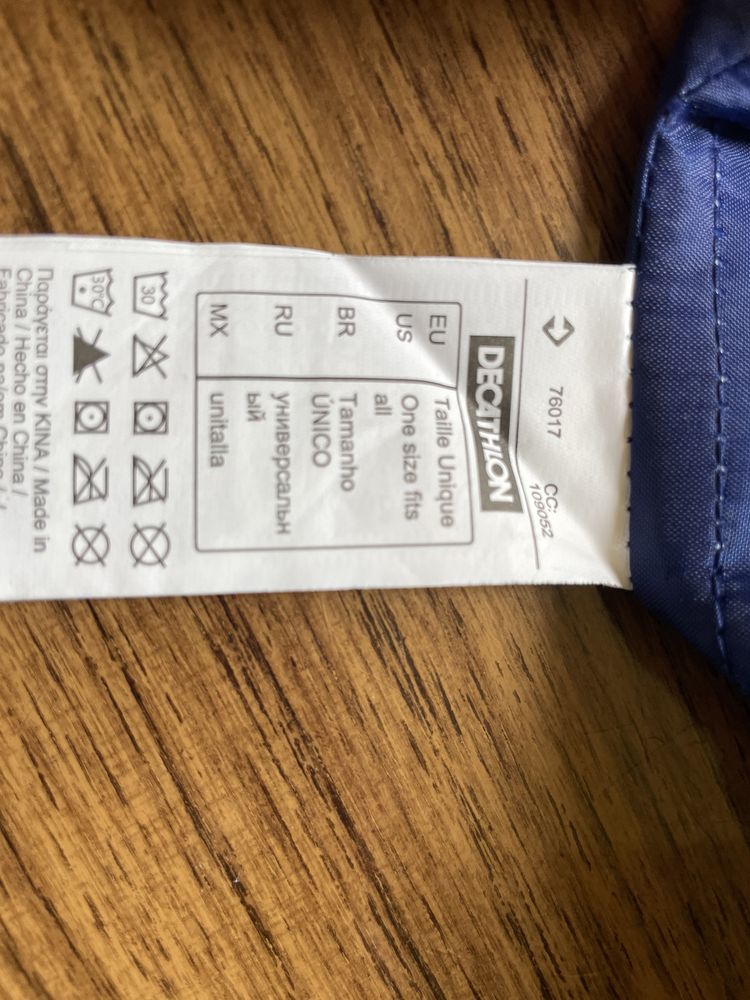 76017
CC:
109052
DECATHLON
EU Taille Unique
US One size fits
all
BR Tamanho
ÚNICO
RU универсальн
ый
MX unitalla
30
30°C
Παράγεται στην ΚΙΝΑ / Made in
China / Hecho en China /